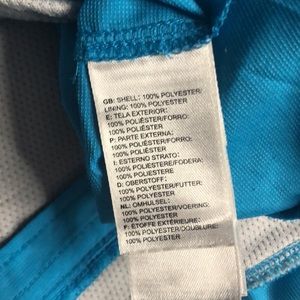 GB: SHELL: 100% POLYESTER
LINING: 100% POLYESTER
E: TELA EXTERIOR:
100% POLIÉSTER/FORRO:
100% POLIÉSTER
P: PARTE EXTERNA:
100% POLIÉSTER/FORRO:
100% POLIÉSTER
I: ESTERNO STRATO:
100% POLIESTERE/FODERA:
100% POLIESTERE
D: OBERSTOFF:
100% POLYESTER/FUTTER:
100% POLYESTER
NL: OMHULSEL:
100% POLYESTER/VOERING:
100% POLYESTER
F: ÉTOFFE EXTÉRIEURE:
100% POLYESTER/DOUBLURE:
100% POLYESTER